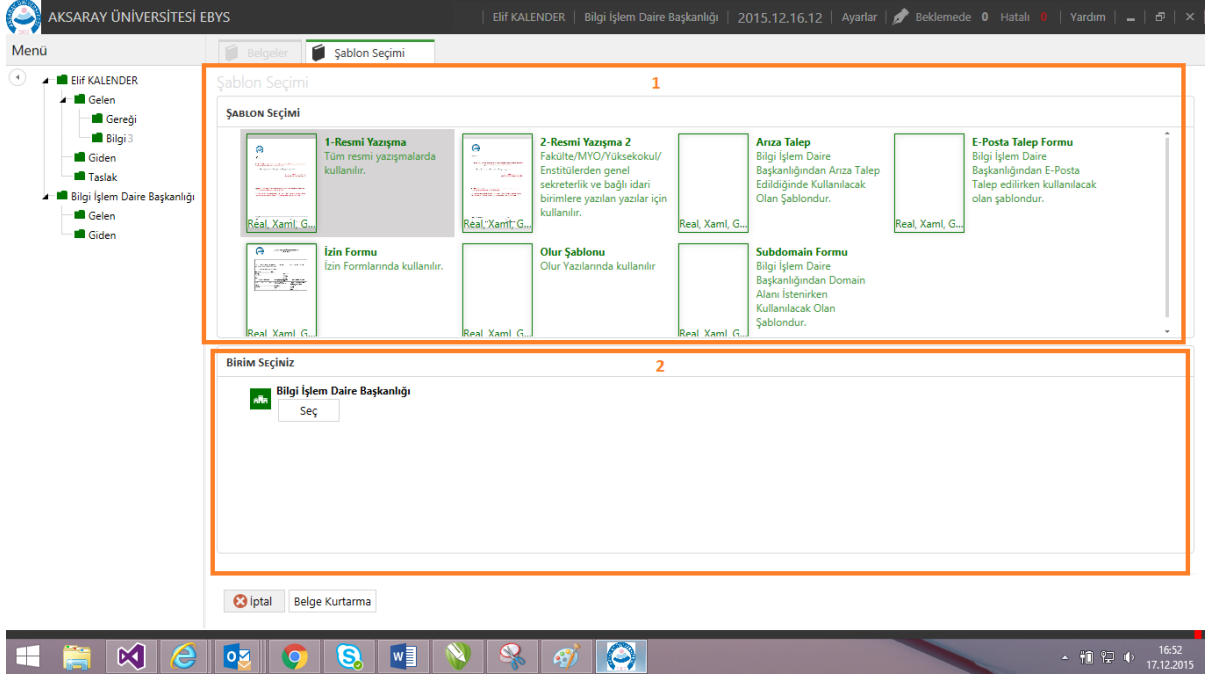 AKSARAY ÜNİVERSİTESİ EBYS
Elif KALENDER | Bilgi İşlem Daire Başkanlığı | 2015.12.16.12 | Ayarlar | Beklemede 0 Hatalı 0 | Yardım
Menü
Belgeler
Şablon Seçimi
Elif KALENDER
Gelen
Gereği
Bilgi 3
Giden
Taslak
Bilgi İşlem Daire Başkanlığı
Gelen
Giden
Şablon Seçimi
1
Şablon Seçimi
1-Resmi Yazışma
Tüm resmi yazışmalarda
kullanılır.
Real, Xaml, G...
2-Resmi Yazışma 2
Fakülte/MYO/Yüksekokul/
Enstitülerden genel
sekreterlik ve bağlı idari
birimlere yazılan yazılar için
kullanılır.
Real, Xaml, G...
Arıza Talep
Bilgi İşlem Daire
Başkanlığından Arıza Talep
Edildiğinde Kullanılacak
Olan Şablondur.
Real, Xaml, G...
E-Posta Talep Formu
Bilgi İşlem Daire
Başkanlığından E-Posta
Talep edilirken kullanılacak
olan şablondur.
Real, Xaml, G...
İzin Formu
İzin Formlarında kullanılır.
Real, Xaml, G...
Olur Şablonu
Olur Yazılarında kullanılır
Real, Xaml, G...
Subdomain Formu
Bilgi İşlem Daire
Başkanlığından Domain
Alanı İstenirken
Kullanılacak Olan
Şablondur.
Real, Xaml, G...
Birim Seçiniz
2
Bilgi İşlem Daire Başkanlığı
Seç
İptal
Belge Kurtarma
16:52
17.12.2015